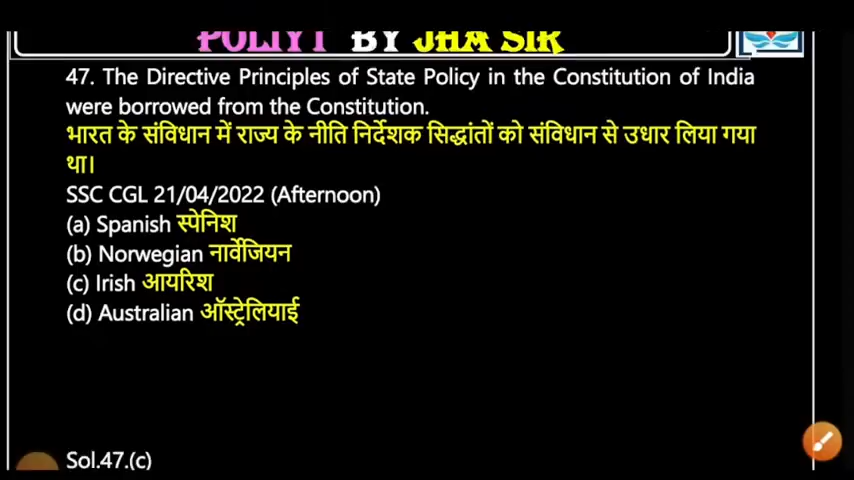 POLIYT BY JHA SIR
47. The Directive Principles of State Policy in the Constitution of India
were borrowed from the Constitution.
भारत के संविधान में राज्य के नीति निर्देशक सिद्धांतों को संविधान से उधार लिया गया
था।
SSC CGL 21/04/2022 (Afternoon)
(a) Spanish स्पेनिश
(b) Norwegian नार्वेजियन
(c) Irish आयरिश
(d) Australian ऑस्ट्रेलियाई
Sol.47.(c)